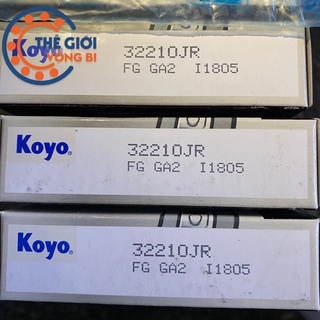 THẾ GIỚI
VÒNG BI
Koyo
32210JR
FG GA2 I1805
Koyo®
32210JR
FG GA2 I1805
Koyo®
32210JR
FG GA2 I1805